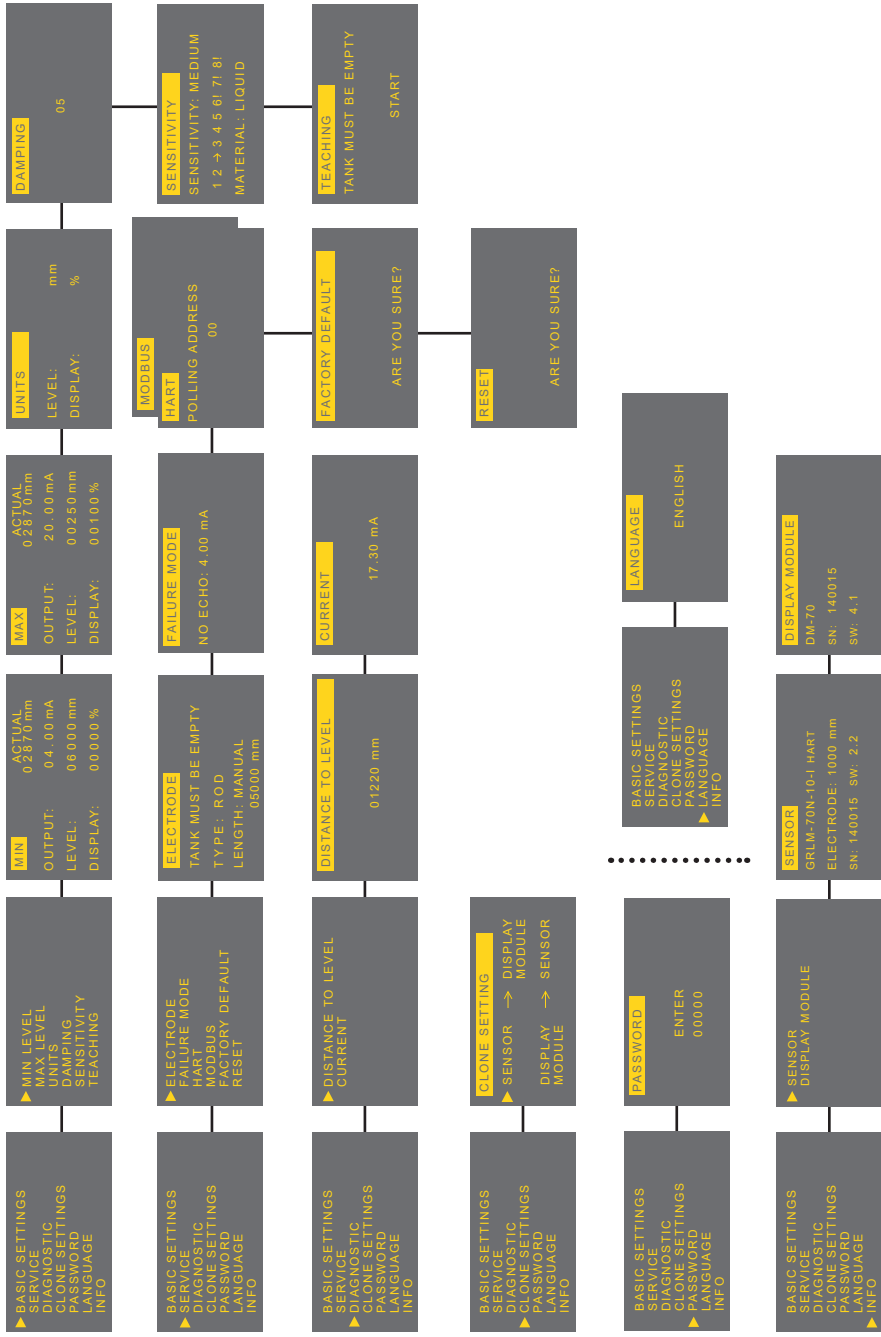 BASIC SETTINGS
SERVICE
DIAGNOSTIC
CLONE SETTINGS
PASSWORD
LANGUAGE
INFO
MIN LEVEL
MAX LEVEL
UNITS
DAMPING
SENSITIVITY
TEACHING
MIN
ACTUAL
02870mm
OUTPUT: 04.00mA
LEVEL: 06000mm
DISPLAY: 00000%
MAX
ACTUAL
02870mm
OUTPUT: 20.00mA
LEVEL: 00250mm
DISPLAY: 00100%
UNITS
LEVEL: mm
DISPLAY: %
DAMPING
05
SENSITIVITY
SENSITIVITY: MEDIUM
1 2 → 3 4 5 6! 7! 8!
MATERIAL: LIQUID
TEACHING
TANK MUST BE EMPTY
START
BASIC SETTINGS
SERVICE
DIAGNOSTIC
CLONE SETTINGS
PASSWORD
LANGUAGE
INFO
ELECTRODE
FAILURE MODE
HART
MODBUS
FACTORY DEFAULT
RESET
ELECTRODE
TANK MUST BE EMPTY
TYPE: ROD
LENGTH: MANUAL
05000 mm
FAILURE MODE
NO ECHO: 4.00 mA
MODBUS
HART
POLLING ADDRESS
00
FACTORY DEFAULT
ARE YOU SURE?
RESET
ARE YOU SURE?
BASIC SETTINGS
SERVICE
DIAGNOSTIC
CLONE SETTINGS
PASSWORD
LANGUAGE
INFO
DISTANCE TO LEVEL
CURRENT
DISTANCE TO LEVEL
01220 mm
CURRENT
17.30 mA
BASIC SETTINGS
SERVICE
DIAGNOSTIC
CLONE SETTINGS
PASSWORD
LANGUAGE
INFO
CLONE SETTING
SENSOR → DISPLAY
MODULE
DISPLAY → SENSOR
MODULE
BASIC SETTINGS
SERVICE
DIAGNOSTIC
CLONE SETTINGS
PASSWORD
LANGUAGE
INFO
PASSWORD
ENTER
00000
BASIC SETTINGS
SERVICE
DIAGNOSTIC
CLONE SETTINGS
PASSWORD
LANGUAGE
INFO
LANGUAGE
ENGLISH
BASIC SETTINGS
SERVICE
DIAGNOSTIC
CLONE SETTINGS
PASSWORD
LANGUAGE
INFO
SENSOR
DISPLAY MODULE
SENSOR
GRLM-70N-10-I HART
ELECTRODE: 1000 mm
SN: 140015 SW: 2.2
DISPLAY MODULE
DM-70
SN: 140015
SW: 4.1